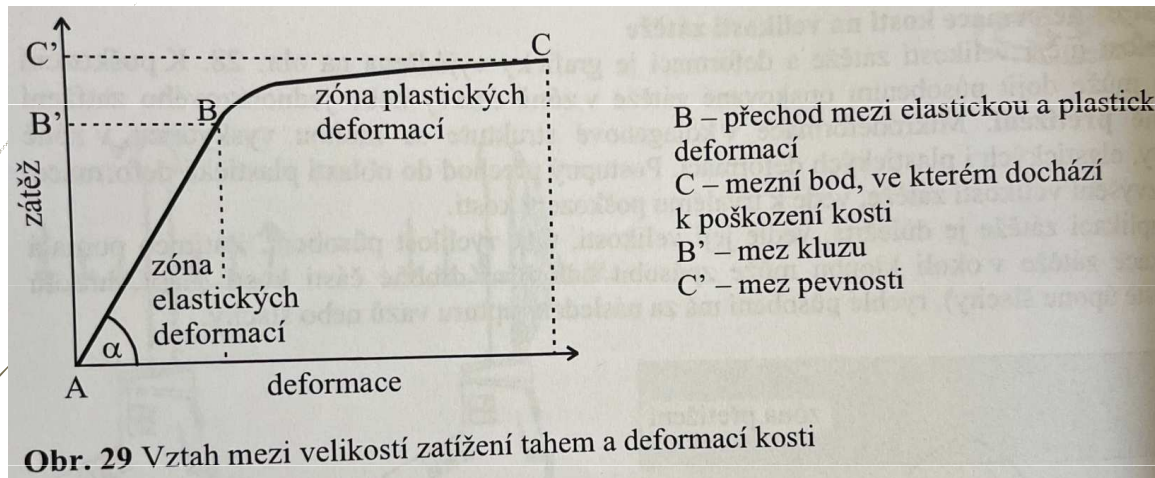 C'
C
B'
B
zóna plastických
deformací
zátěž
zóna
elastických
deformací
α
A
deformace
B – přechod mezi elastickou a plastick
deformací
C – mezní bod, ve kterém dochází
k poškození kosti
B' – mez kluzu
C' – mez pevnosti
Obr. 29 Vztah mezi velikostí zatížení tahem a deformací kosti